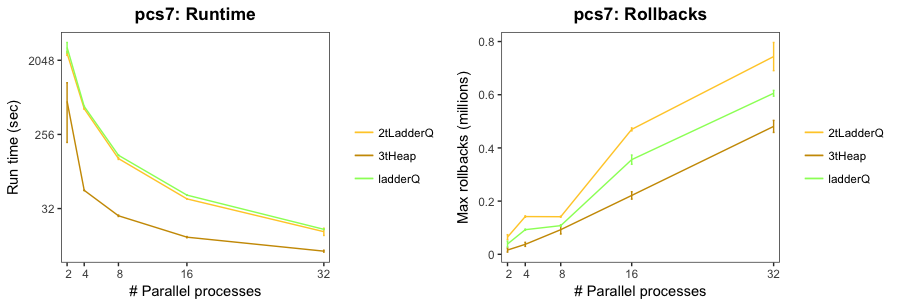 pcs7: Runtime
Run time (sec)
2048
256
32
2 4 8 16 32
# Parallel processes
2tLadderQ
3tHeap
ladderQ
pcs7: Rollbacks
Max rollbacks (millions)
0.8
0.6
0.4
0.2
0
2 4 8 16 32
# Parallel processes
2tLadderQ
3tHeap
ladderQ